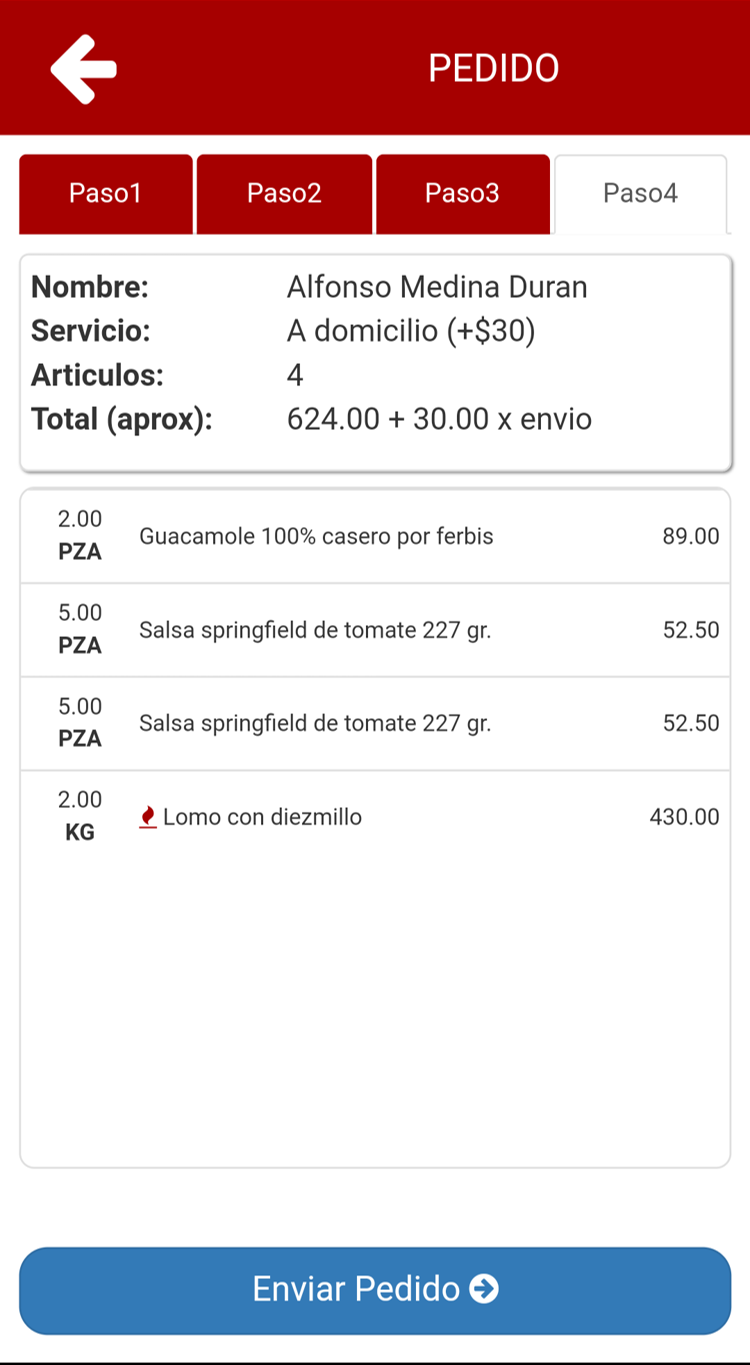 PEDIDO
Paso1 Paso2 Paso3 Paso4
Nombre: Alfonso Medina Duran
Servicio: A domicilio (+$30)
Articulos: 4
Total (aprox): 624.00 + 30.00 x envio
2.00
PZA Guacamole 100% casero por ferbis 89.00
5.00
PZA Salsa springfield de tomate 227 gr. 52.50
5.00
PZA Salsa springfield de tomate 227 gr. 52.50
2.00
KG Lomo con diezmillo 430.00
Enviar Pedido